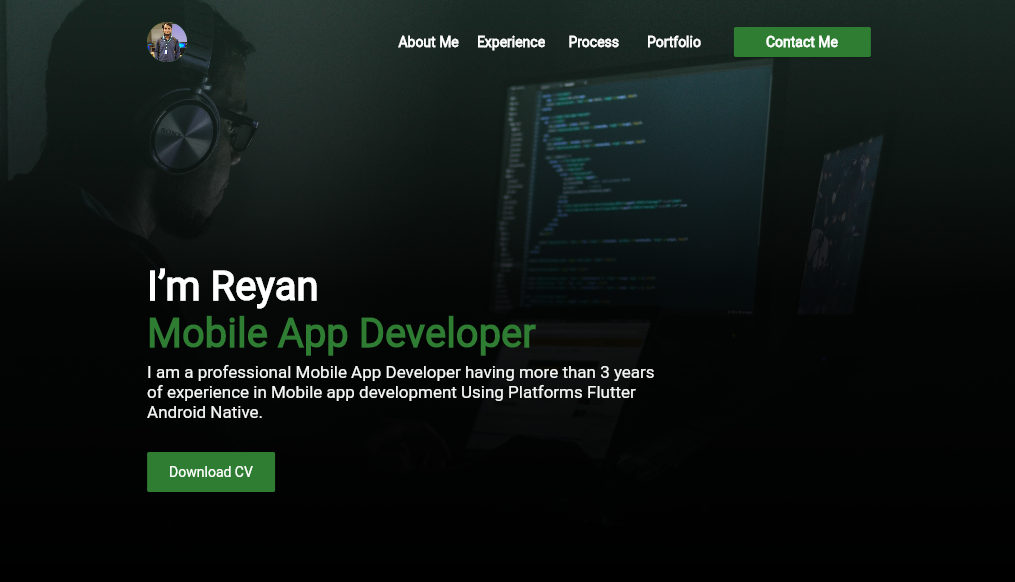 About Me Experience Process Portfolio Contact Me
I'm Reyan
Mobile App Developer
I am a professional Mobile App Developer having more than 3 years
of experience in Mobile app development Using Platforms Flutter
Android Native.
Download CV